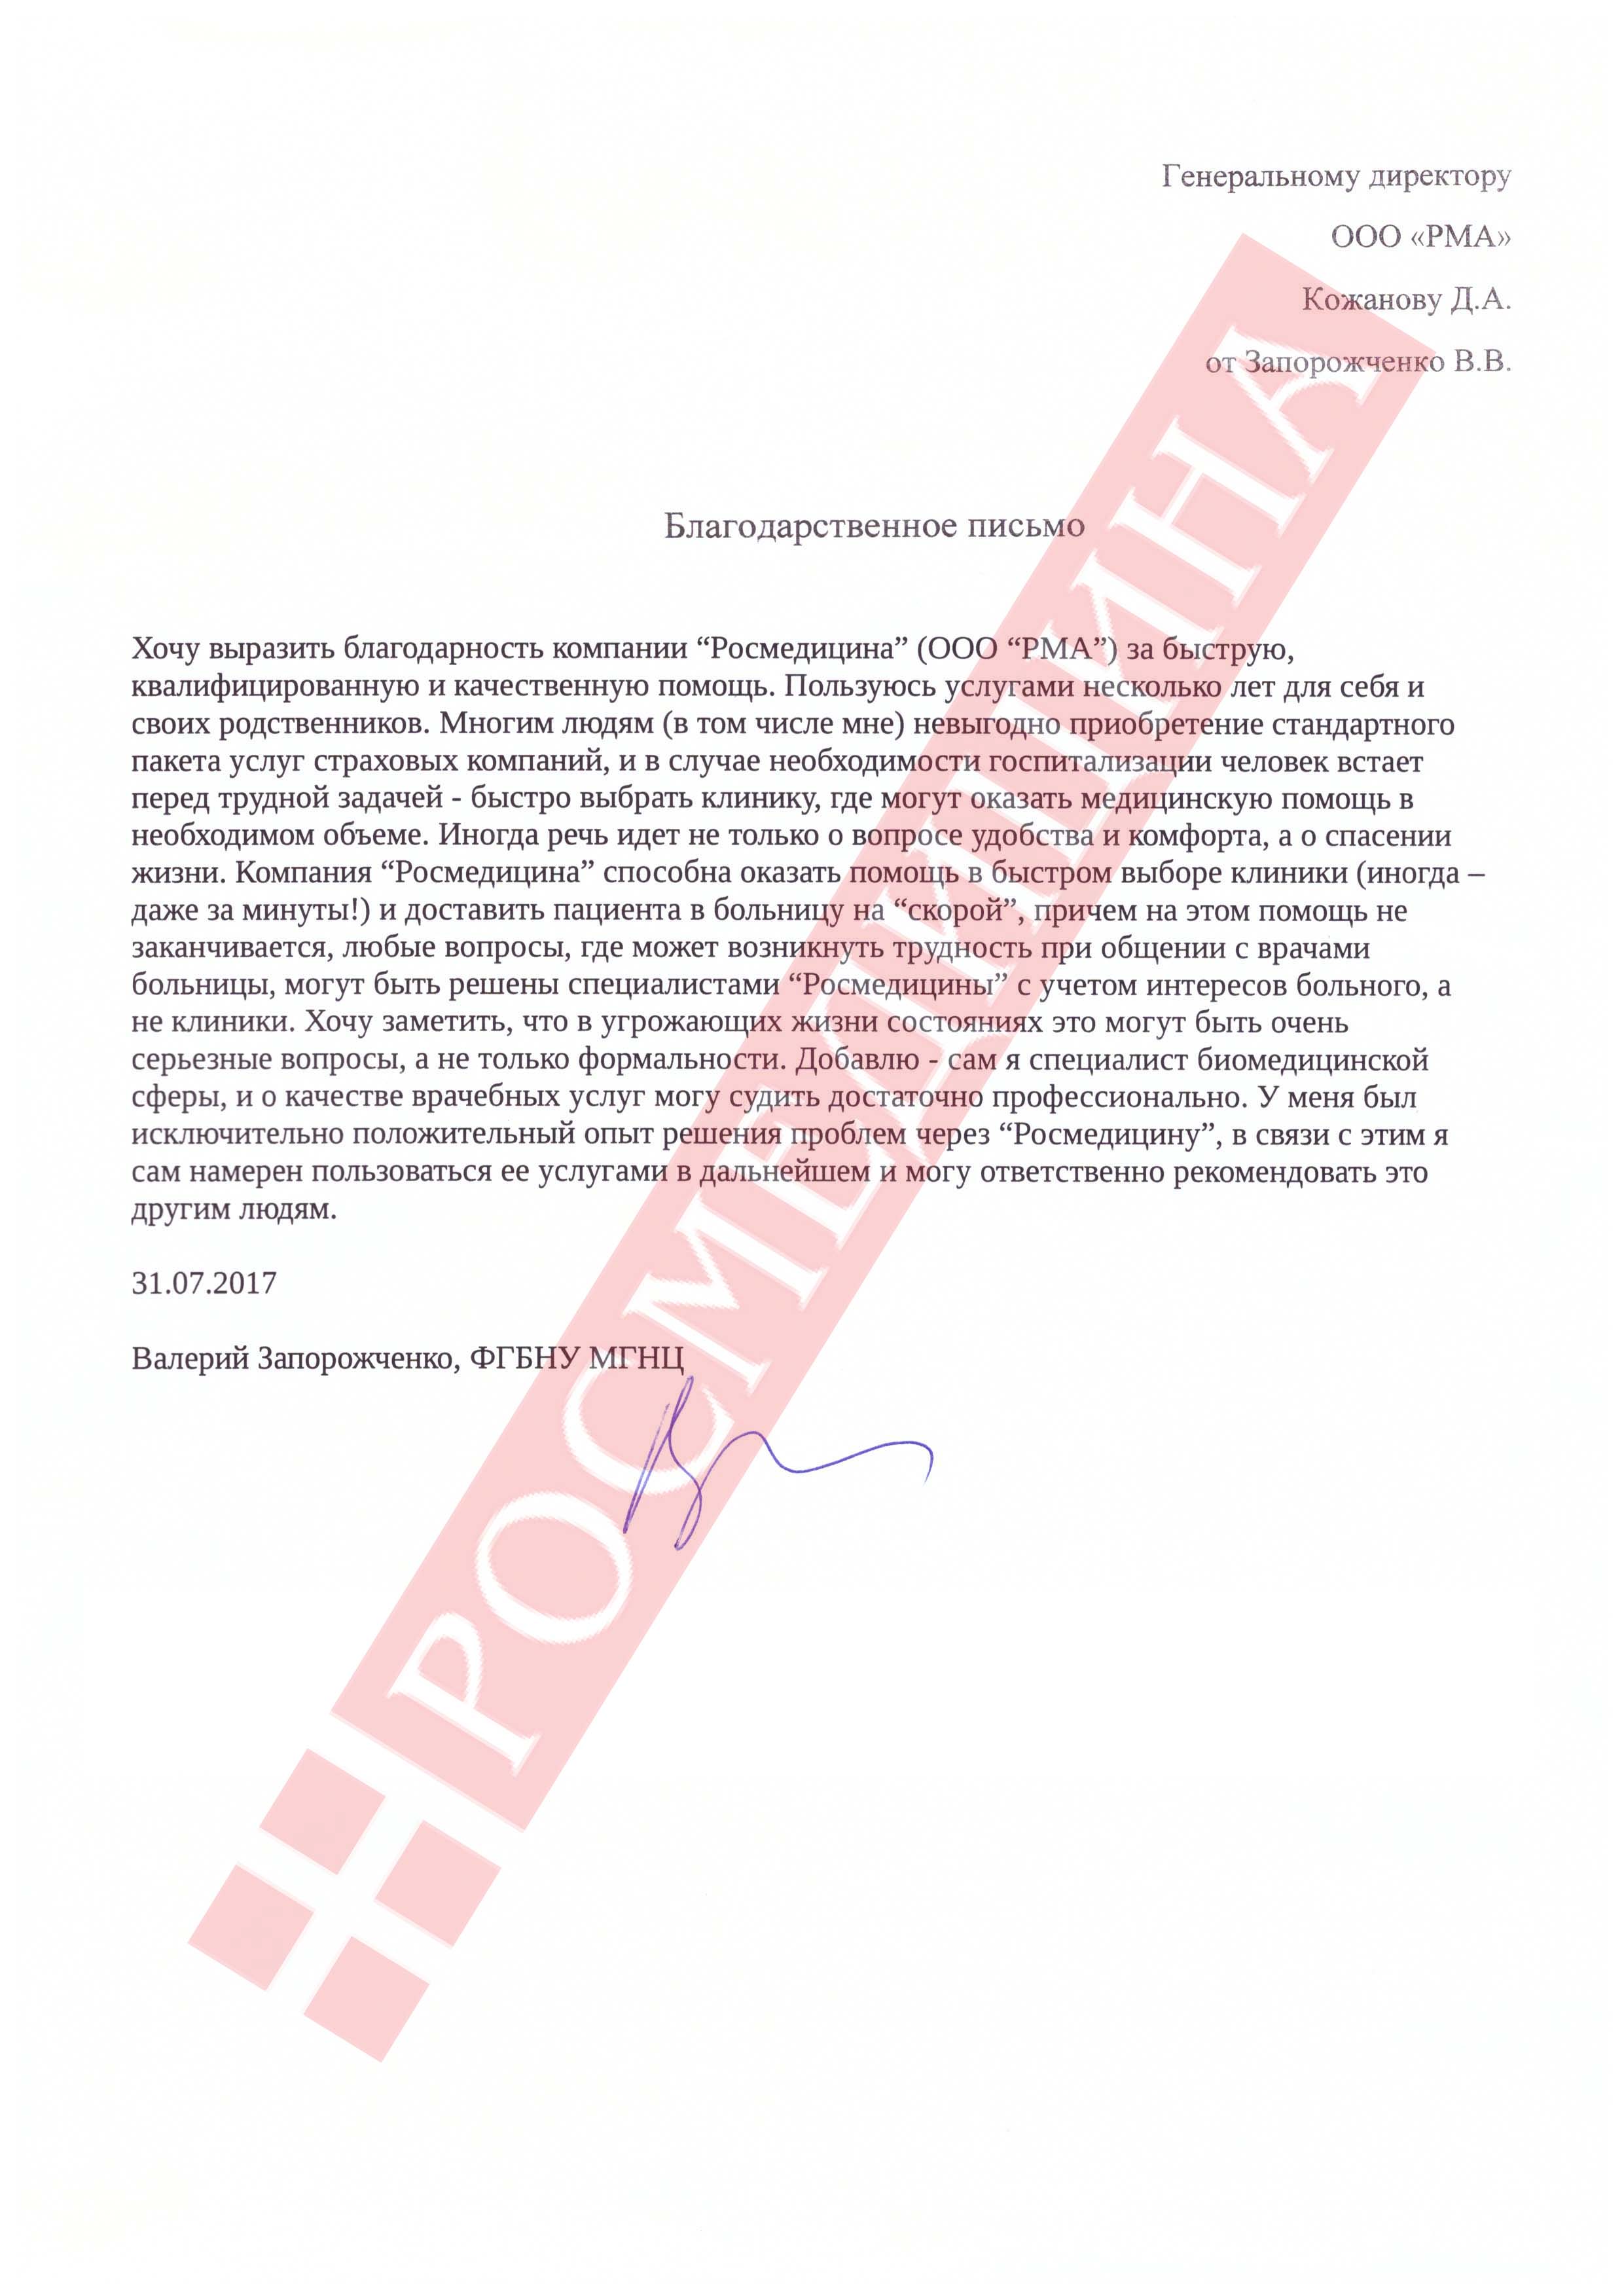 Генеральному директору
ООО «РМА»
Кожанову Д.А.
от Запорожченко В.В.
Благодарственное письмо
Хочу выразить благодарность компании “Росмедицина” (ООО “РМА”) за быструю,
квалифицированную и качественную помощь. Пользуюсь услугами несколько лет для себя и
своих родственников. Многим людям (в том числе мне) невыгодно приобретение стандартного
пакета услуг страховых компаний, и в случае необходимости госпитализации человек встает
перед трудной задачей - быстро выбрать клинику, где могут оказать медицинскую помощь в
необходимом объеме. Иногда речь идет не только о вопросе удобства и комфорта, а о спасении
жизни. Компания “Росмедицина” способна оказать помощь в быстром выборе клиники (иногда –
даже за минуты!) и доставить пациента в больницу на “скорой”, причем на этом помощь не
заканчивается, любые вопросы, где может возникнуть трудность при общении с врачами
больницы, могут быть решены специалистами “Росмедицины” с учетом интересов больного, а
не клиники. Хочу заметить, что в угрожающих жизни состояниях это могут быть очень
серьезные вопросы, а не только формальности. Добавлю - сам я специалист биомедицинской
сферы, и о качестве врачебных услуг могу судить достаточно профессионально. У меня был
исключительно положительный опыт решения проблем через “Росмедицину”, в связи с этим я
сам намерен пользоваться ее услугами в дальнейшем и могу ответственно рекомендовать это
другим людям.
31.07.2017
Валерий Запорожченко, ФГБНУ МГНЦ
РОСМЕДИЦИНА